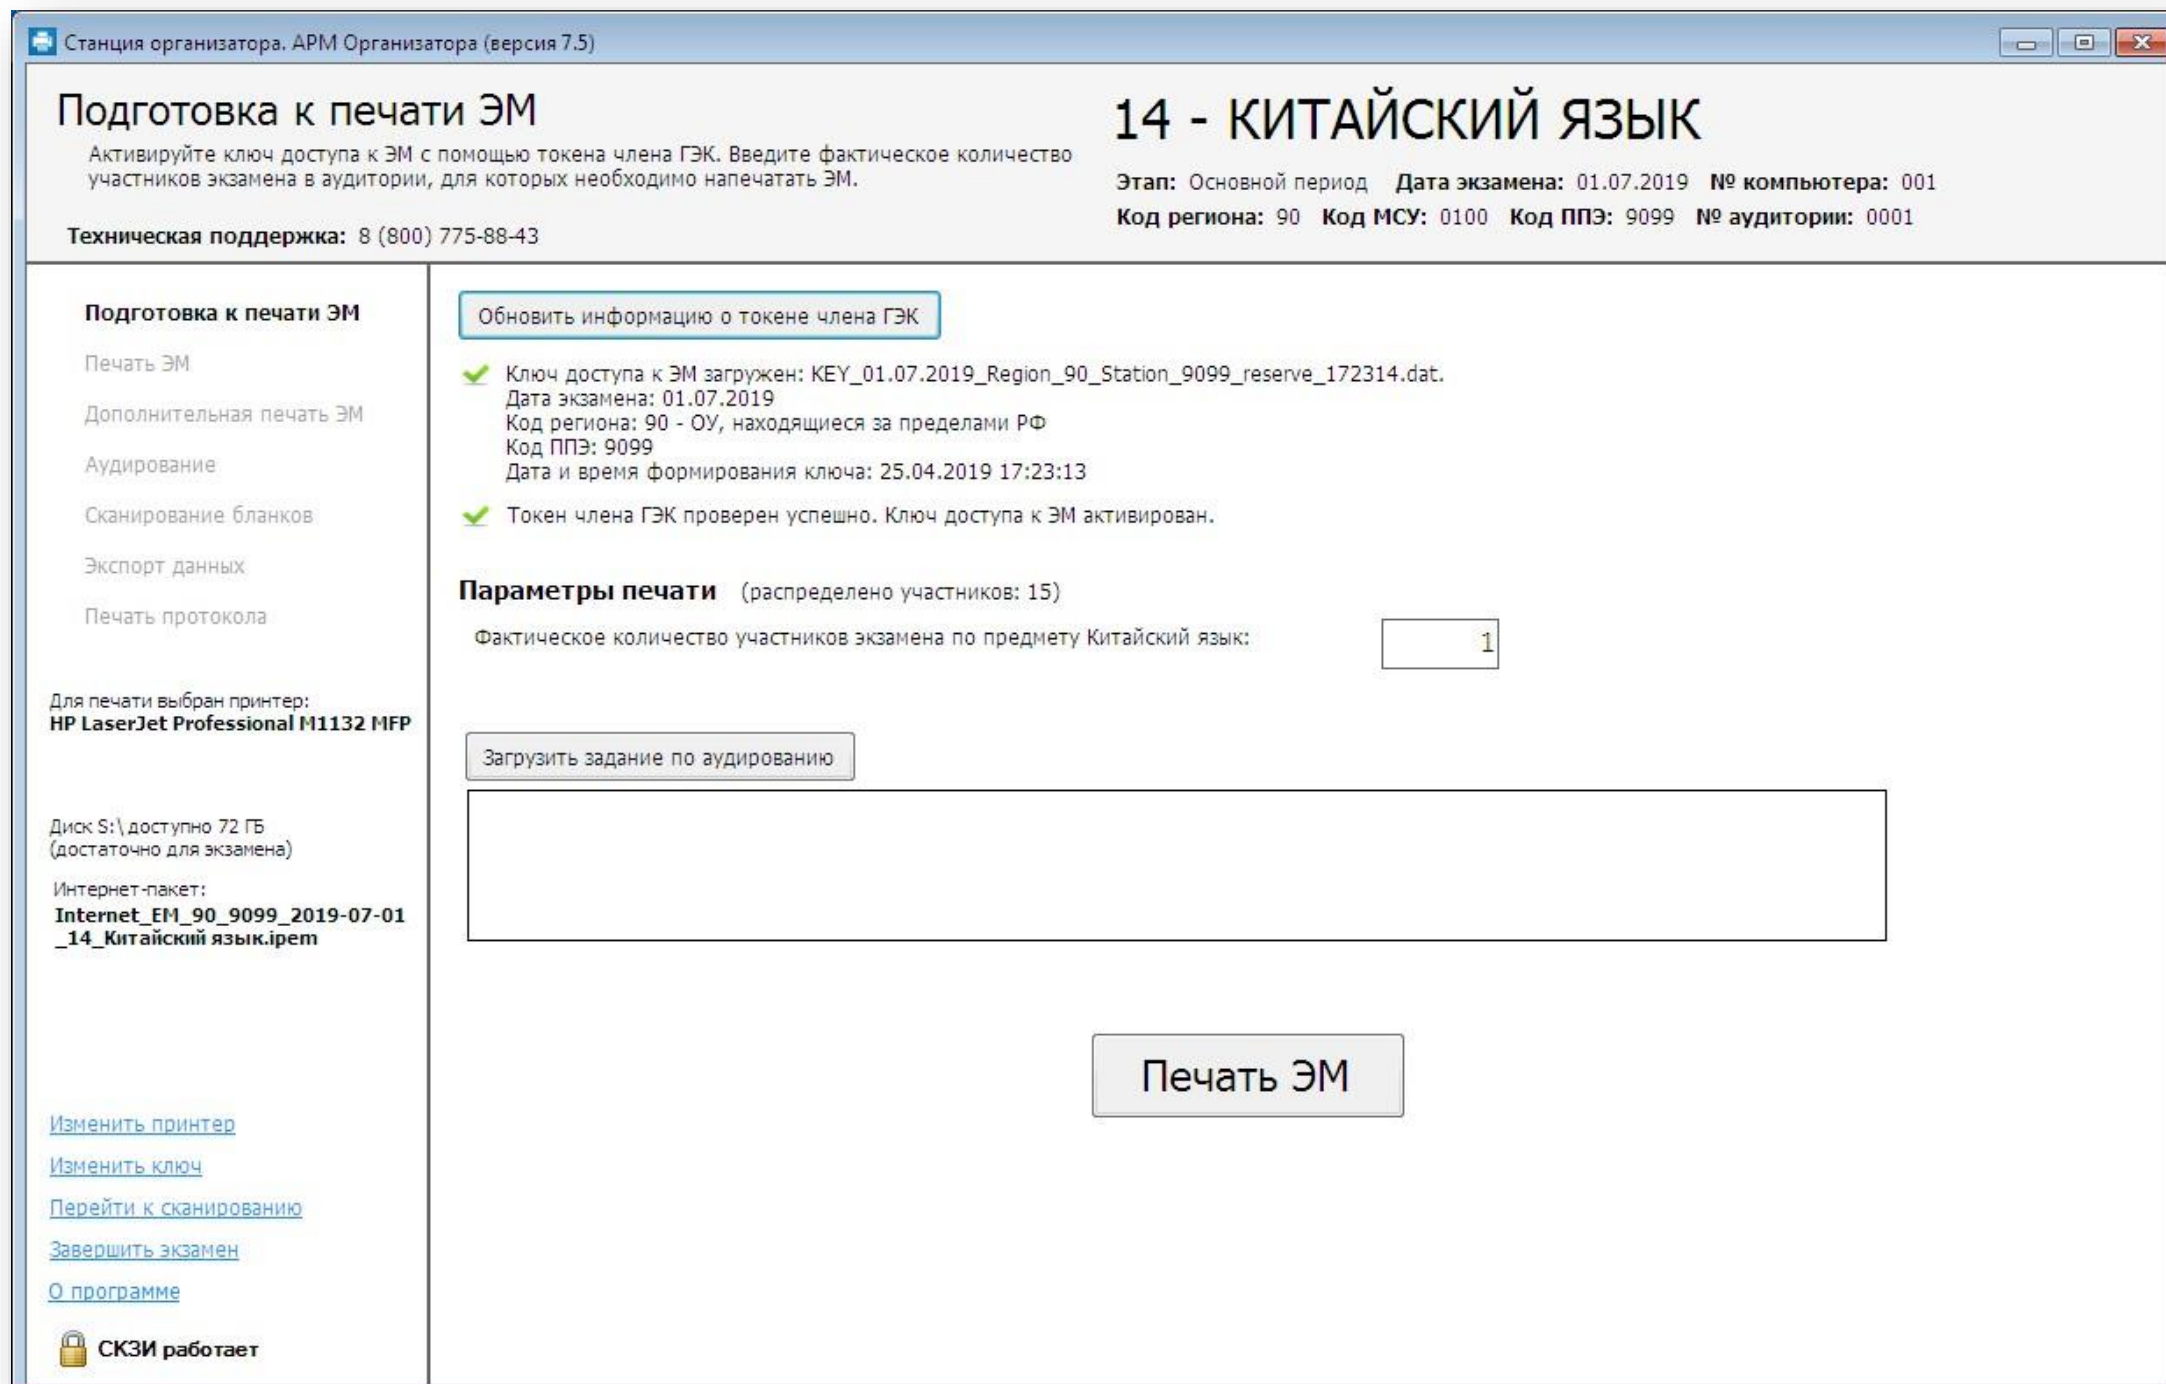 Станция организатора. АРМ Организатора (версия 7.5)
Подготовка к печати ЭМ
Активируйте ключ доступа к ЭМ с помощью токена члена ГЭК. Введите фактическое количество
участников экзамена в аудитории, для которых необходимо напечатать ЭМ.
Техническая поддержка: 8 (800) 775-88-43
14 - КИТАЙСКИЙ ЯЗЫК
Этап: Основной период Дата экзамена: 01.07.2019 № компьютера: 001
Код региона: 90 Код МСУ: 0100 Код ППЭ: 9099 № аудитории: 0001
Подготовка к печати ЭМ
Печать ЭМ
Дополнительная печать ЭМ
Аудирование
Сканирование бланков
Экспорт данных
Печать протокола
Для печати выбран принтер:
HP LaserJet Professional M1132 MFP
Диск S:\ доступно 72 ГБ
(достаточно для экзамена)
Интернет-пакет:
Internet_EM_90_9099_2019-07-01
_14_Китайский язык.ipem
Изменить принтер
Изменить ключ
Перейти к сканированию
Завершить экзамен
О программе
СКЗИ работает
Обновить информацию о токене члена ГЭК
Ключ доступа к ЭМ загружен: KEY_01.07.2019_Region_90_Station_9099_reserve_172314.dat.
Дата экзамена: 01.07.2019
Код региона: 90 - ОУ, находящиеся за пределами РФ
Код ППЭ: 9099
Дата и время формирования ключа: 25.04.2019 17:23:13
Токен члена ГЭК проверен успешно. Ключ доступа к ЭМ активирован.
Параметры печати (распределено участников: 15)
Фактическое количество участников экзамена по предмету Китайский язык: 1
Загрузить задание по аудированию
Печать ЭМ